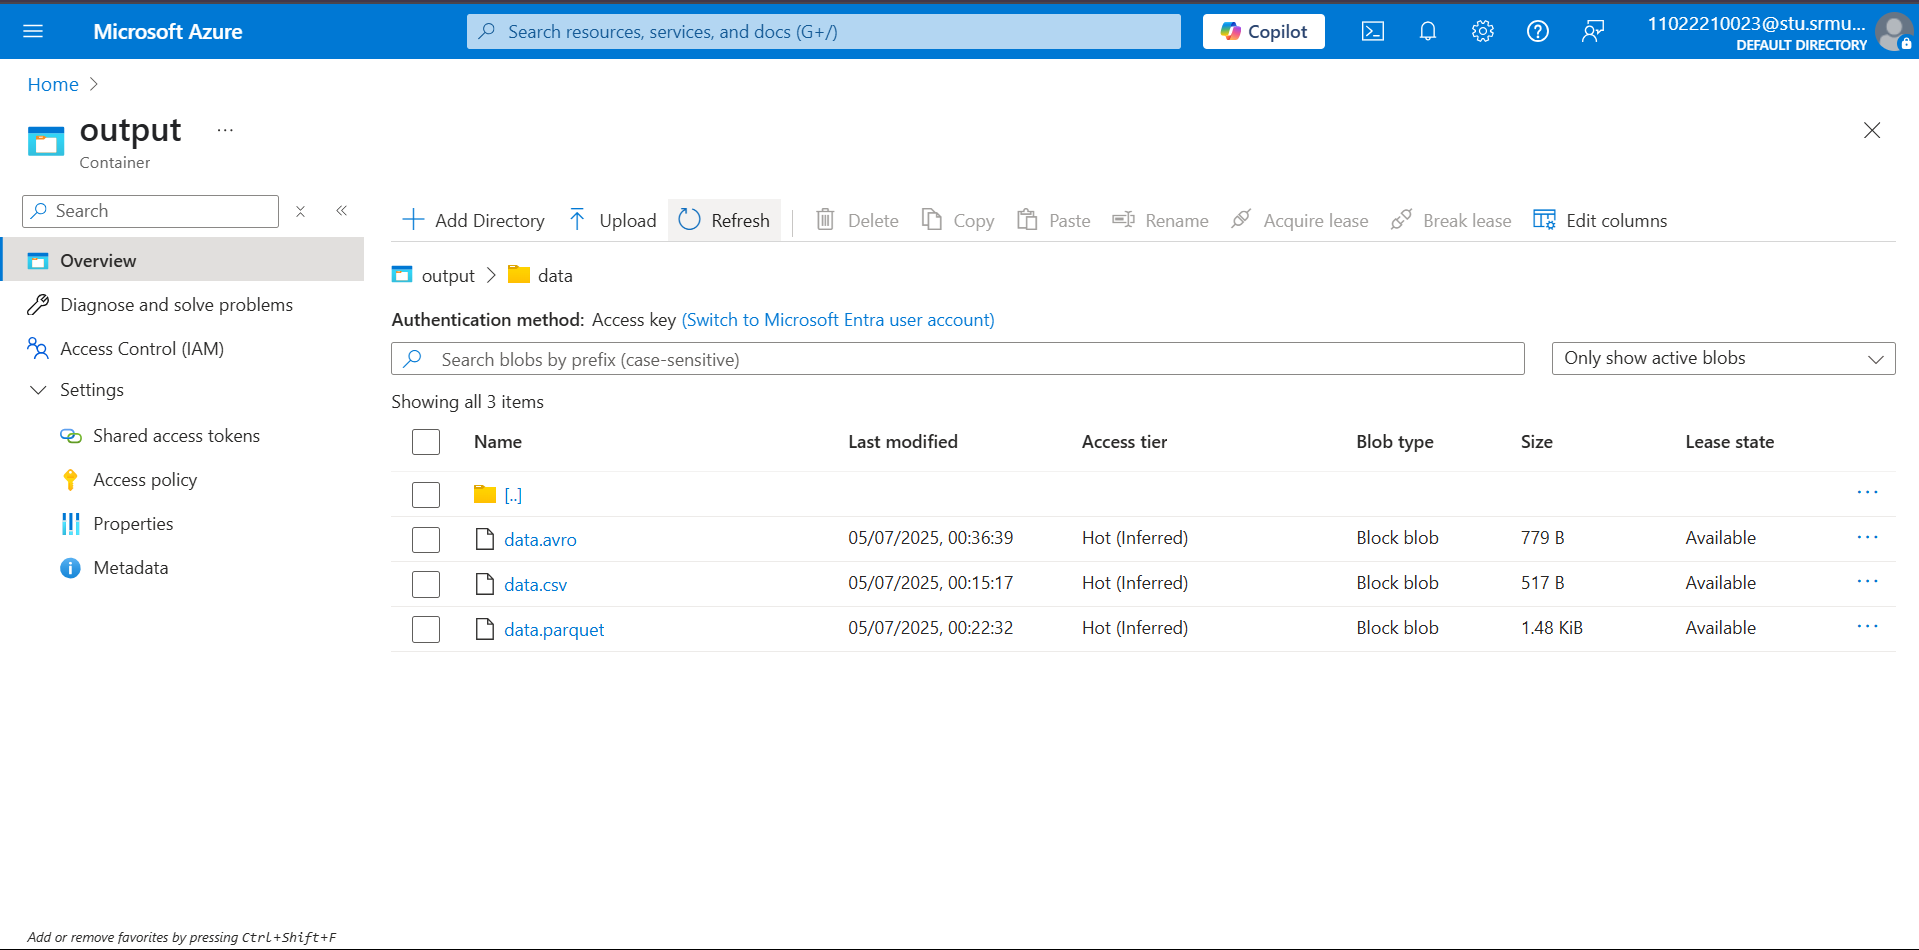 Microsoft Azure
Search resources, services, and docs (G+/)
Copilot
11022210023@stu.srmu...
DEFAULT DIRECTORY
Home
output
...
Container
Search
Overview
Diagnose and solve problems
Access Control (IAM)
Settings
Shared access tokens
Access policy
Properties
Metadata
Add or remove favorites by pressing Ctrl+Shift+F
Add Directory
Upload
Refresh
Delete
Copy
Paste
Rename
Acquire lease
Break lease
Edit columns
output > data
Authentication method: Access key (Switch to Microsoft Entra user account)
Search blobs by prefix (case-sensitive)
Only show active blobs
Showing all 3 items
Name Last modified Access tier Blob type Size Lease state
[..] ...
data.avro 05/07/2025, 00:36:39 Hot (Inferred) Block blob 779 B Available ...
data.csv 05/07/2025, 00:15:17 Hot (Inferred) Block blob 517 B Available ...
data.parquet 05/07/2025, 00:22:32 Hot (Inferred) Block blob 1.48 KiB Available ...